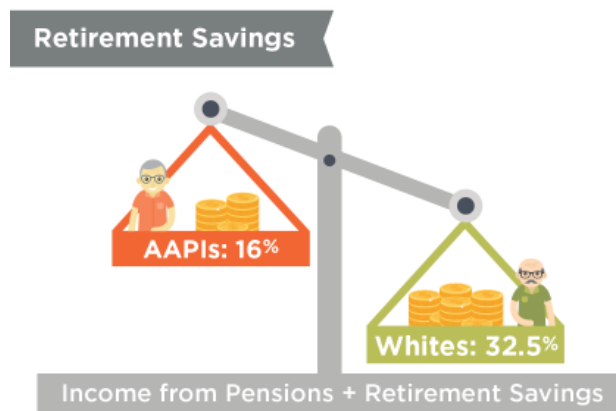 Retirement Savings
AAPIs: 16%
Whites: 32.5%
Income from Pensions + Retirement Savings